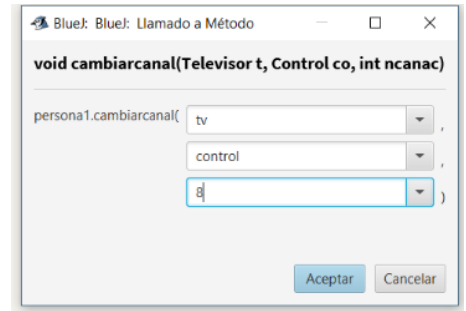 BlueJ: BlueJ: Llamado a Método
void cambiarcanal(Televisor t, Control co, int ncanac)
persona1.cambiarcanal( tv ,
control ,
8 )
Aceptar Cancelar